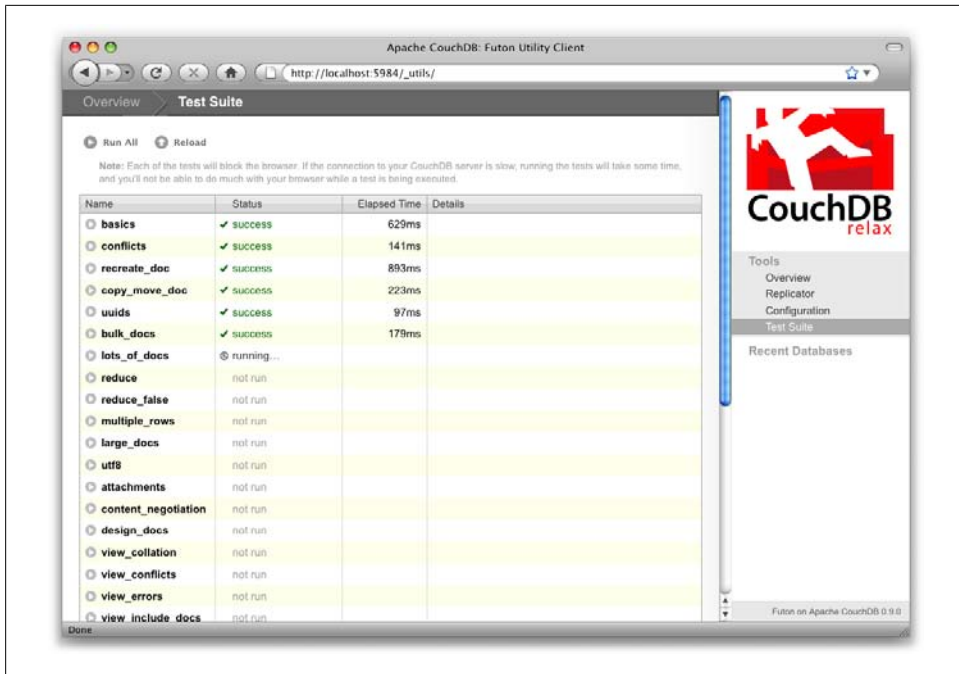 Apache CouchDB: Futon Utility Client
http://localhost:5984/_utils/
Overview Test Suite
Run All Reload
Note: Each of the tests will block the browser. If the connection to your CouchDB server is slow, running the tests will take some time,
and you'll not be able to do much with your browser while a test is being executed.
Name Status Elapsed Time Details
basics ✔ success 629ms
conflicts ✔ success 141ms
recreate_doc ✔ success 893ms
copy_move_doc ✔ success 223ms
uuids ✔ success 97ms
bulk_docs ✔ success 179ms
lots_of_docs running...
reduce not run
reduce_false not run
multiple_rows not run
large_docs not run
utf8 not run
attachments not run
content_negotiation not run
design_docs not run
view_collation not run
view_conflicts not run
view_errors not run
view_include_docs not run
CouchDB
relax
Tools
Overview
Replicator
Configuration
Test Suite
Recent Databases
Futon on Apache CouchDB 0.9.0
Done